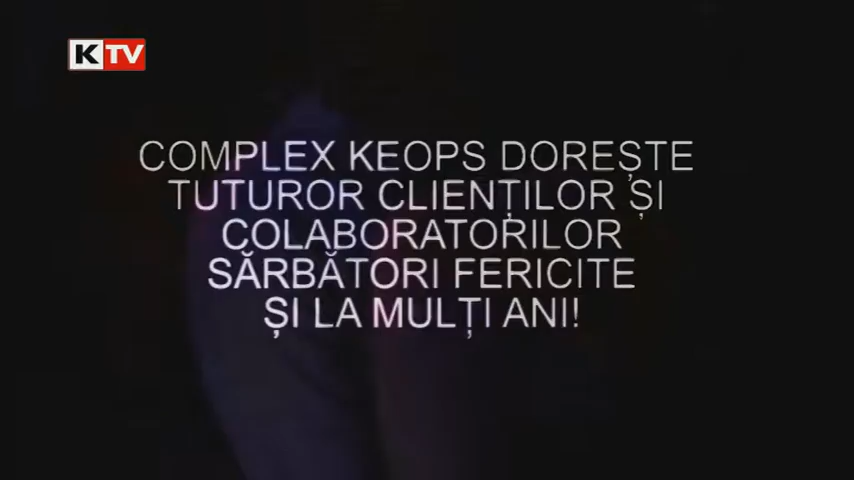 KTV
COMPLEX KEOPS DOREȘTE
TUTUROR CLIENȚILOR ȘI
COLABORATORILOR
SĂRBĂTORI FERICITE
ȘI LA MULȚI ANI!